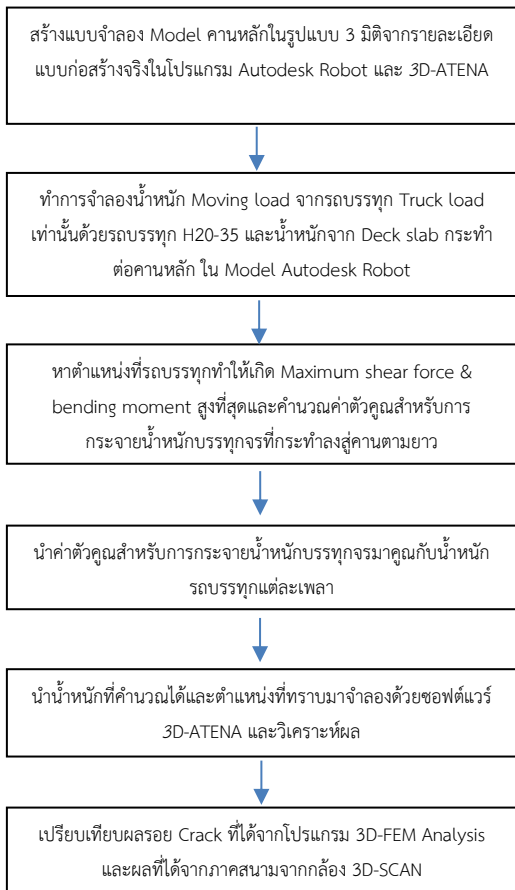 สร้างแบบจำลอง Model คานหลักในรูปแบบ 3 มิติจากรายละเอียด
แบบก่อสร้างจริงในโปรแกรม Autodesk Robot และ 3D-ATENA
ทำการจำลองน้ำหนัก Moving load จากรถบรรทุก Truck load
เท่านั้นด้วยรถบรรทุก H20-35 และน้ำหนักจาก Deck slab กระทำ
ต่อคานหลัก ใน Model Autodesk Robot
หาตำแหน่งที่รถบรรทุกทำให้เกิด Maximum shear force &
bending moment สูงที่สุดและคำนวณค่าตัวคูณสำหรับการ
กระจายน้ำหนักบรรทุกจรที่กระทำลงสู่คานตามยาว
นำค่าตัวคูณสำหรับการกระจายน้ำหนักบรรทุกจรมาคูณกับน้ำหนัก
รถบรรทุกแต่ละเพลา
นำน้ำหนักที่คำนวณได้และตำแหน่งที่ทราบมาจำลองด้วยซอฟต์แวร์
3D-ATENA และวิเคราะห์ผล
เปรียบเทียบผลรอย Crack ที่ได้จากโปรแกรม 3D-FEM Analysis
และผลที่ได้จากภาคสนามจากกล้อง 3D-SCAN